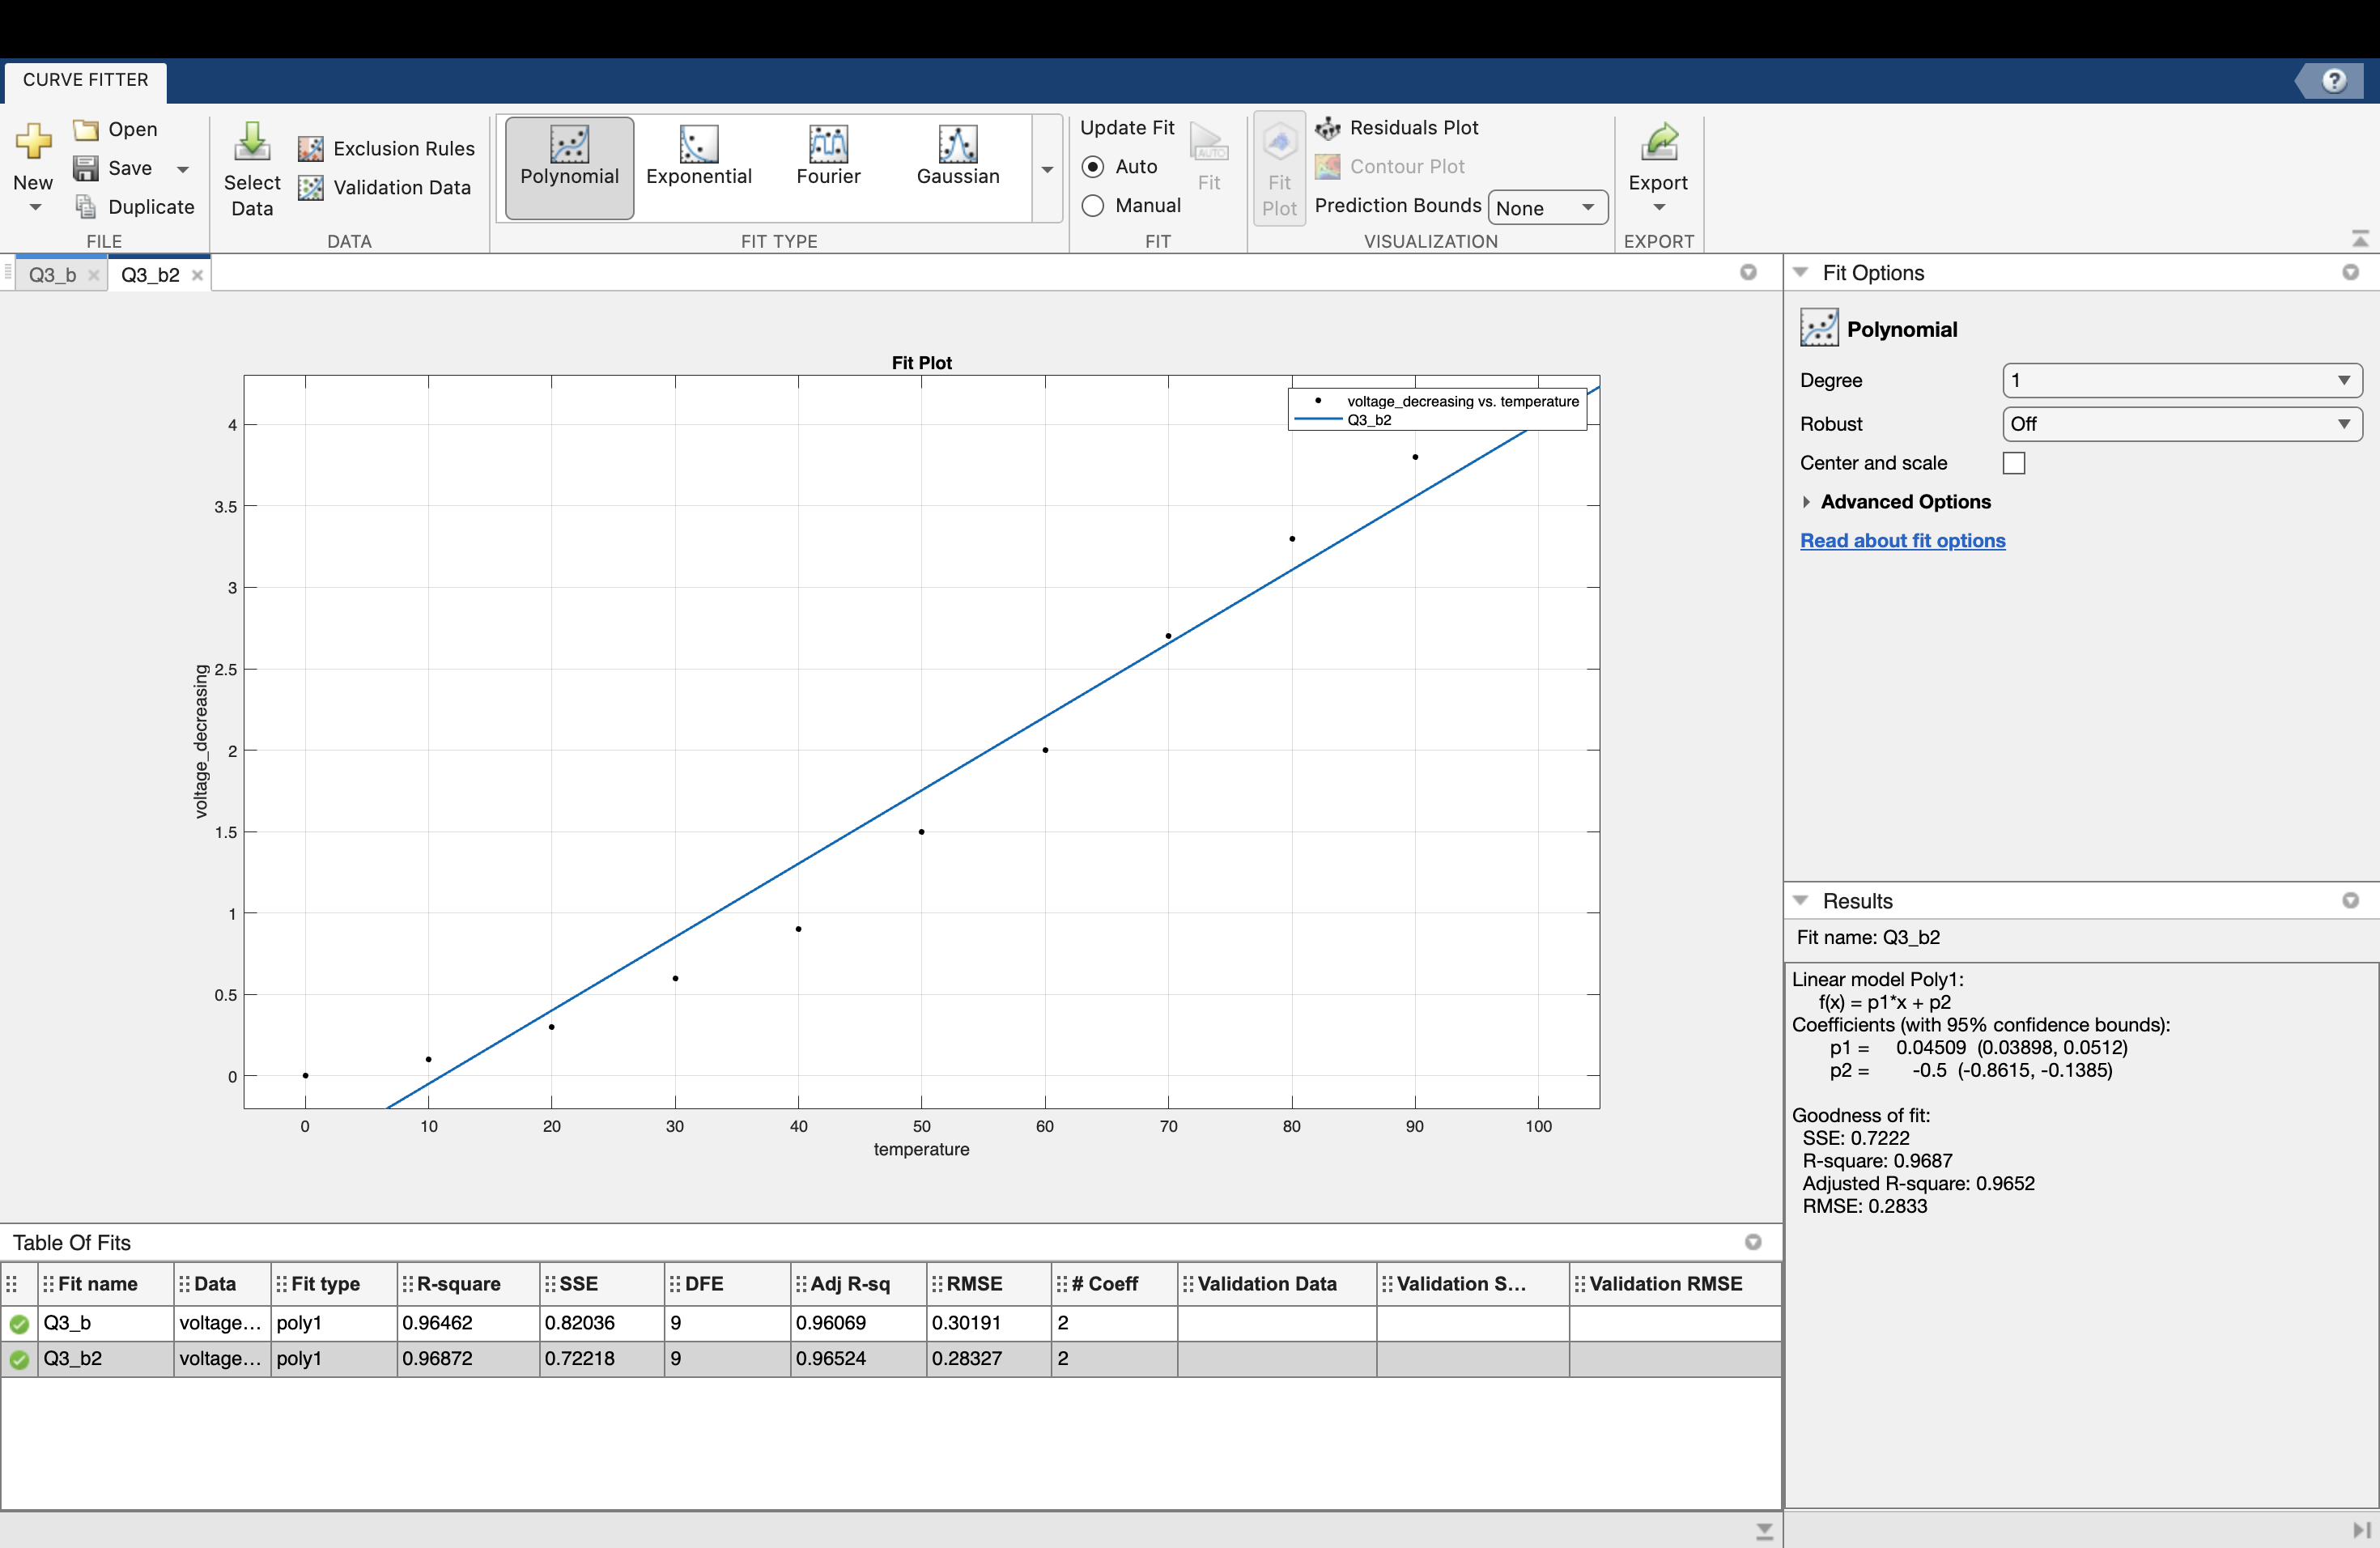 CURVE FITTER
?
New
Open
Save
Duplicate
FILE
Select
Data
Exclusion Rules
Validation Data
DATA
Polynomial
Exponential
Fourier
Gaussian
FIT TYPE
Update Fit
Auto
Manual
AUTO
Fit
FIT
Fit
Plot
Residuals Plot
Contour Plot
Prediction Bounds None
VISUALIZATION
Export
EXPORT
Q3_b
Q3_b2
Fit Plot
voltage_decreasing vs. temperature
Q3_b2
4
3.5
3
2.5
2
1.5
1
0.5
0
voltage_decreasing
0 10 20 30 40 50 60 70 80 90 100
temperature
Fit Options
Polynomial
Degree 1
Robust Off
Center and scale
Advanced Options
Read about fit options
Results
Fit name: Q3_b2
Linear model Poly1:
f(x) = p1*x + p2
Coefficients (with 95% confidence bounds):
p1 = 0.04509 (0.03898, 0.0512)
p2 = -0.5 (-0.8615, -0.1385)
Goodness of fit:
SSE: 0.7222
R-square: 0.9687
Adjusted R-square: 0.9652
RMSE: 0.2833
Table Of Fits
Fit name Data Fit type R-square SSE DFE Adj R-sq RMSE # Coeff Validation Data Validation S... Validation RMSE
Q3_b voltage... poly1 0.96462 0.82036 9 0.96069 0.30191 2
Q3_b2 voltage... poly1 0.96872 0.72218 9 0.96524 0.28327 2